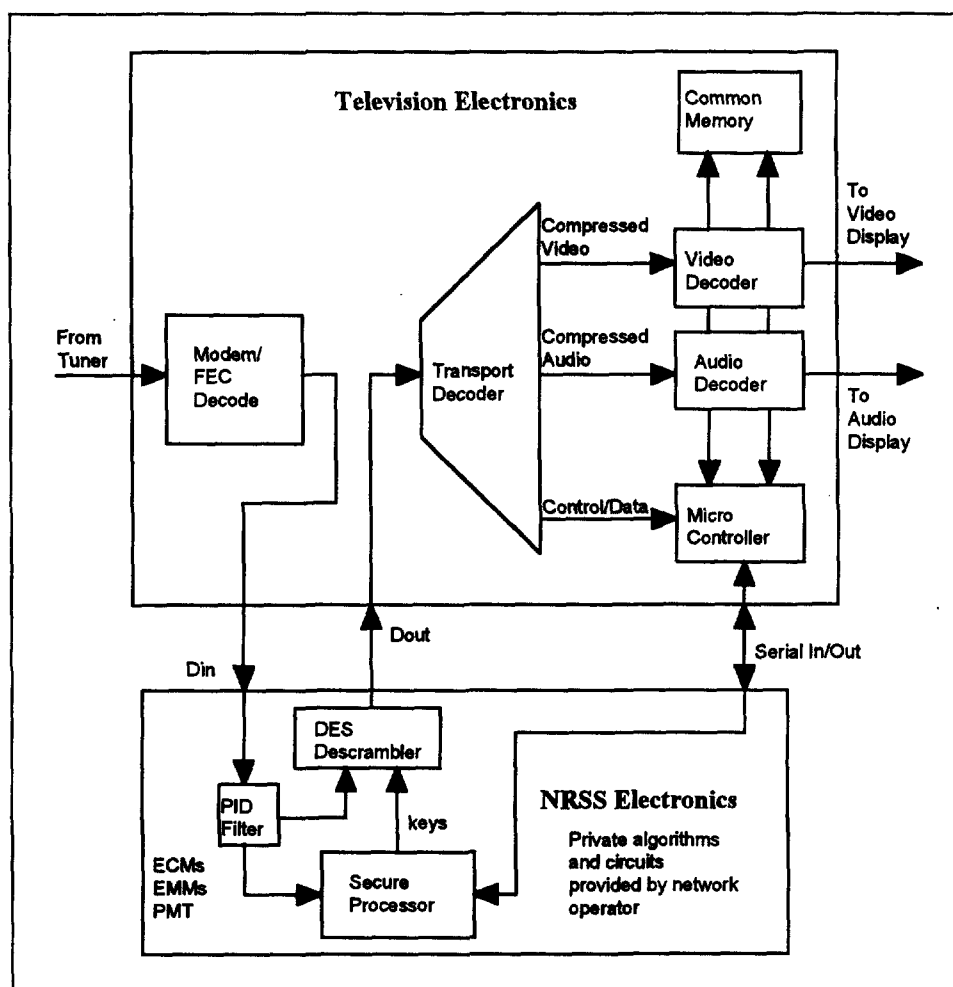 Television Electronics
Common
Memory
To
Video
Display
Compressed
Video
Video
Decoder
From
Tuner
Modem/
FEC
Decode
Transport
Decoder
Compressed
Audio
Audio
Decoder
To
Audio
Display
Control/Data
Micro
Controller
Din
Dout
Serial In/Out
DES
Descrambler
PID
Filter
keys
NRSS Electronics
ECMs
EMMs
PMT
Secure
Processor
Private algorithms
and circuits
provided by network
operator